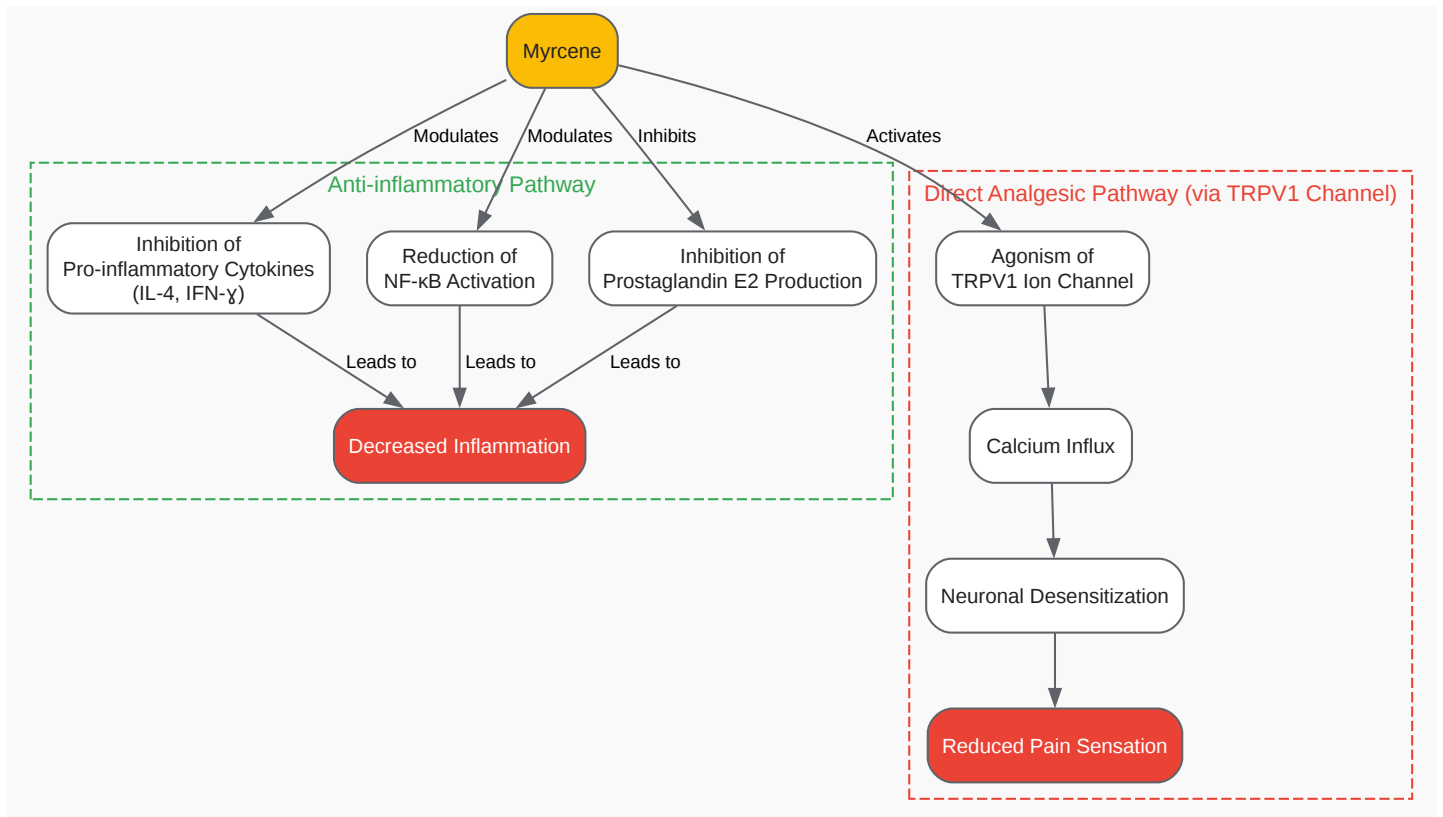 Myrcene
Modulates
Modulates
Inhibits
Activates
Anti-inflammatory Pathway
Direct Analgesic Pathway (via TRPV1 Channel)
Inhibition of
Pro-inflammatory Cytokines
(IL-4, IFN-ɣ)
Reduction of
NF-κB Activation
Inhibition of
Prostaglandin E2 Production
Agonism of
TRPV1 Ion Channel
Leads to
Leads to
Leads to
Decreased Inflammation
Calcium Influx
Neuronal Desensitization
Reduced Pain Sensation